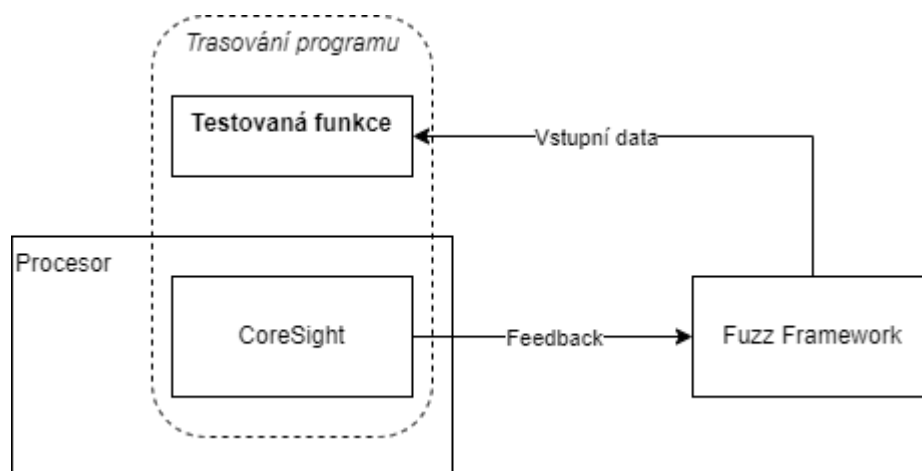 Trasování programu
Testovaná funkce
Vstupní data
Procesor
CoreSight
Feedback
Fuzz Framework